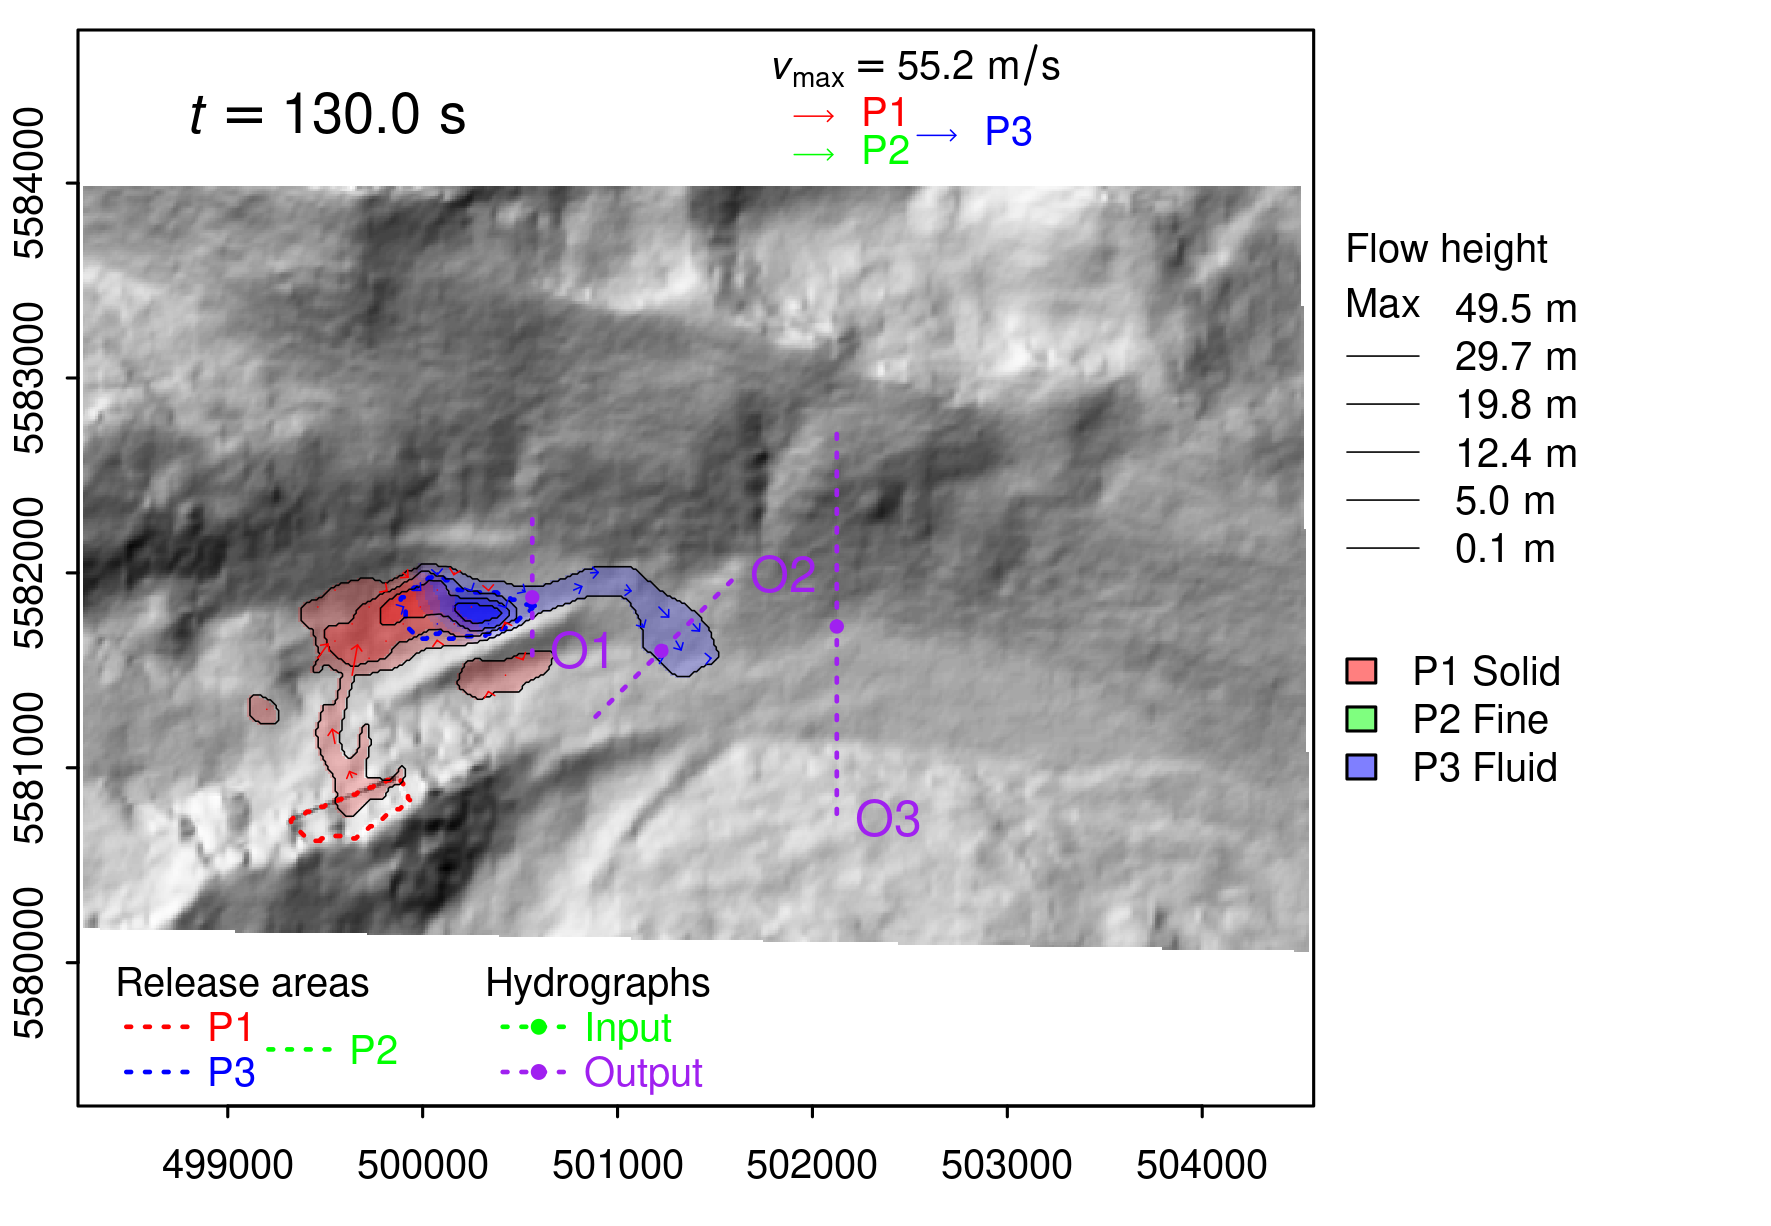 t = 130.0 s
vmax = 55.2 m/s
P1
P2
P3
5584000
5583000
5582000
5581000
5580000
Flow height
Max 49.5 m
29.7 m
19.8 m
12.4 m
5.0 m
0.1 m
O1
O2
O3
P1 Solid
P2 Fine
P3 Fluid
Release areas
P1
P2
P3
Hydrographs
Input
Output
499000 500000 501000 502000 503000 504000